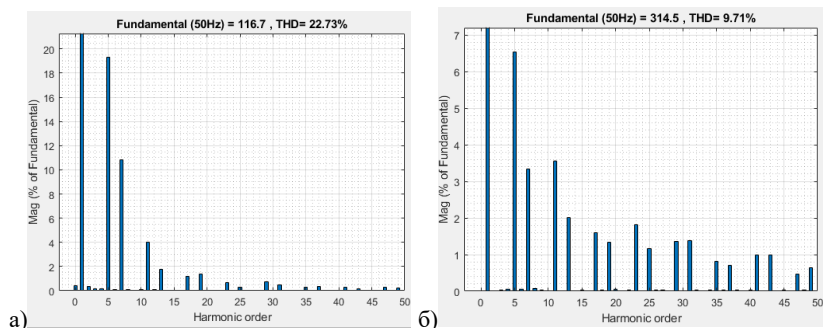 Fundamental (50Hz) = 116.7 , THD= 22.73%
Mag (% of Fundamental)
20
18
16
14
12
10
8
6
4
2
0
0 5 10 15 20 25 30 35 40 45 50
Harmonic order
а)
Fundamental (50Hz) = 314.5 , THD= 9.71%
Mag (% of Fundamental)
7
6
5
4
3
2
1
0
0 5 10 15 20 25 30 35 40 45 50
Harmonic order
б)